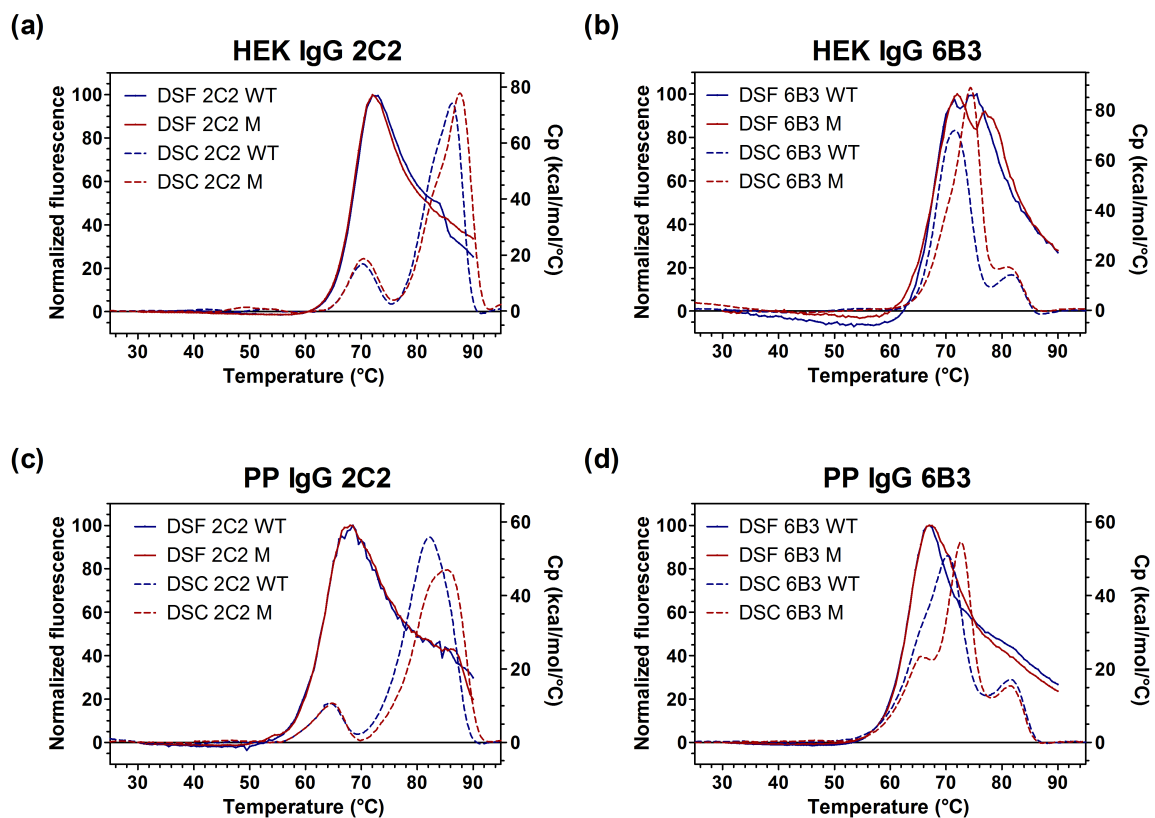 (a)
HEK IgG 2C2
DSF 2C2 WT
DSF 2C2 M
DSC 2C2 WT
DSC 2C2 M
Normalized fluorescence
100
80
60
40
20
0
80
60
40
20
0
Cp (kcal/mol/°C)
30 40 50 60 70 80 90
Temperature (°C)
(b)
HEK IgG 6B3
DSF 6B3 WT
DSF 6B3 M
DSC 6B3 WT
DSC 6B3 M
Normalized fluorescence
100
80
60
40
20
0
80
60
40
20
0
Cp (kcal/mol/°C)
30 40 50 60 70 80 90
Temperature (°C)
(c)
PP IgG 2C2
DSF 2C2 WT
DSF 2C2 M
DSC 2C2 WT
DSC 2C2 M
Normalized fluorescence
100
80
60
40
20
0
60
40
20
0
Cp (kcal/mol/°C)
30 40 50 60 70 80 90
Temperature (°C)
(d)
PP IgG 6B3
DSF 6B3 WT
DSF 6B3 M
DSC 6B3 WT
DSC 6B3 M
Normalized fluorescence
100
80
60
40
20
0
60
40
20
0
Cp (kcal/mol/°C)
30 40 50 60 70 80 90
Temperature (°C)